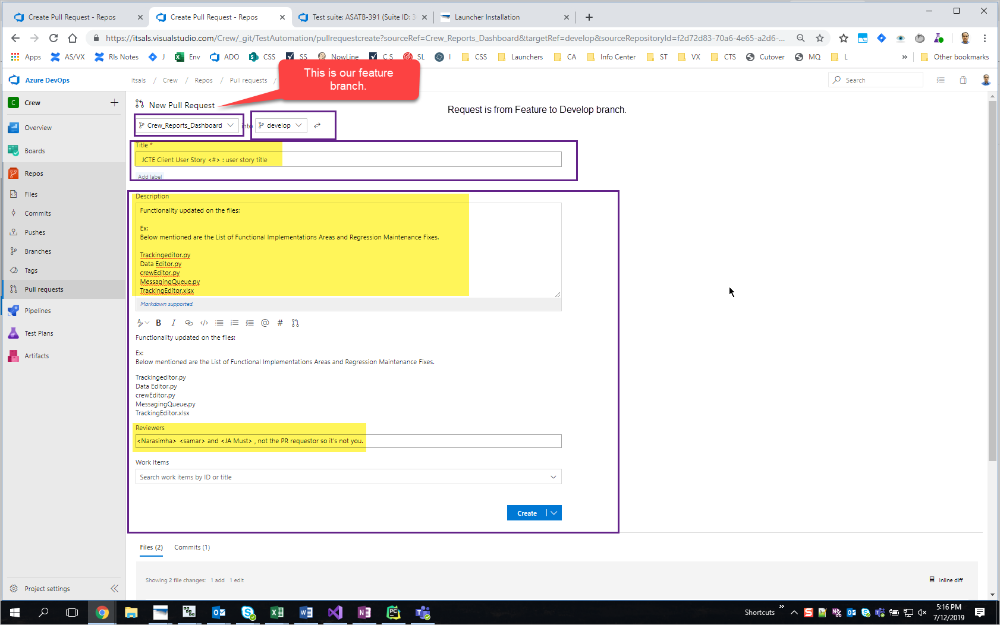 Create Pull Request - Repos
Create Pull Request - Repos
Test suite: ASATB-391 (Suite ID: 3
Launcher Installation
https://itsals.visualstudio.com/Crew/_git/TestAutomation/pullrequestcreate?sourceRef=Crew_Reports_Dashboard&targetRef=develop&sourceRepositoryId=f2d72d83-70a6-4e65-a2d6-...
Apps AS/VX RIs Notes J Env ADO CSS SS NowLine C S SL I CSS Launchers CA Info Center ST VX CTS Cutover MQ L » Other bookmarks
Azure DevOps
itsals / Crew / Repos / Pull requests /
Search
This is our feature
branch.
C Crew
New Pull Request
Request is from Feature to Develop branch.
Crew_Reports_Dashboard into develop
Overview
Boards
Repos
Files
Commits
Pushes
Branches
Tags
Pull requests
Pipelines
Test Plans
Artifacts
Project settings
Title *
JCTE Client User Story <#> : user story title
Add label
Description
Functionality updated on the files:
Ex:
Below mentioned are the List of Functional Implementations Areas and Regression Maintenance Fixes.
Trackingeditor.py
Data Editor.py
crewEditor.py
MessagingQueue.py
TrackingEditor.xlsx
Markdown supported.
B I </> @ #
Functionality updated on the files:
Ex:
Below mentioned are the List of Functional Implementations Areas and Regression Maintenance Fixes.
Trackingeditor.py
Data Editor.py
crewEditor.py
MessagingQueue.py
TrackingEditor.xlsx
Reviewers
<Narasimha> <samar> and <JA Must> , not the PR requestor so it's not you.
Work Items
Search work items by ID or title
Create
Files (2) Commits (1)
Showing 2 file changes: 1 add 1 edit
Inline diff
Shortcuts »
5:16 PM
7/12/2019